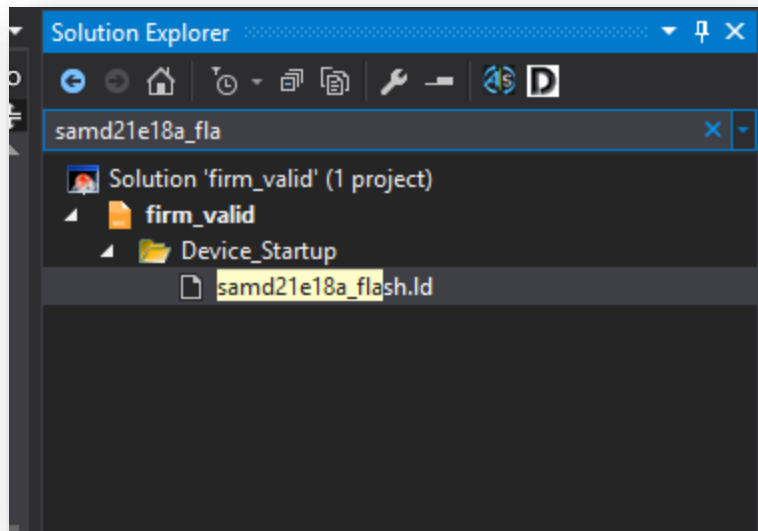 Solution Explorer
samd21e18a_fla
Solution 'firm_valid' (1 project)
firm_valid
Device_Startup
samd21e18a_flash.ld